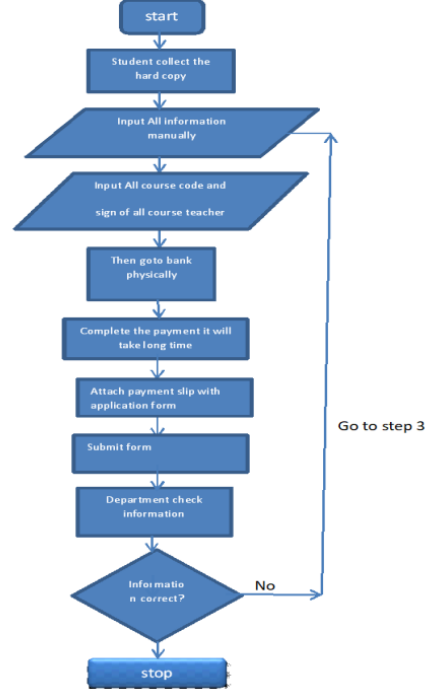 start
Student collect the
hard copy
Input All information
manually
Input All course code and
sign of all course teacher
Then goto bank
physically
Complete the payment it will
take long time
Attach payment slip with
application form
Go to step 3
Submit form
Department check
information
Informatio
n correct?
No
stop